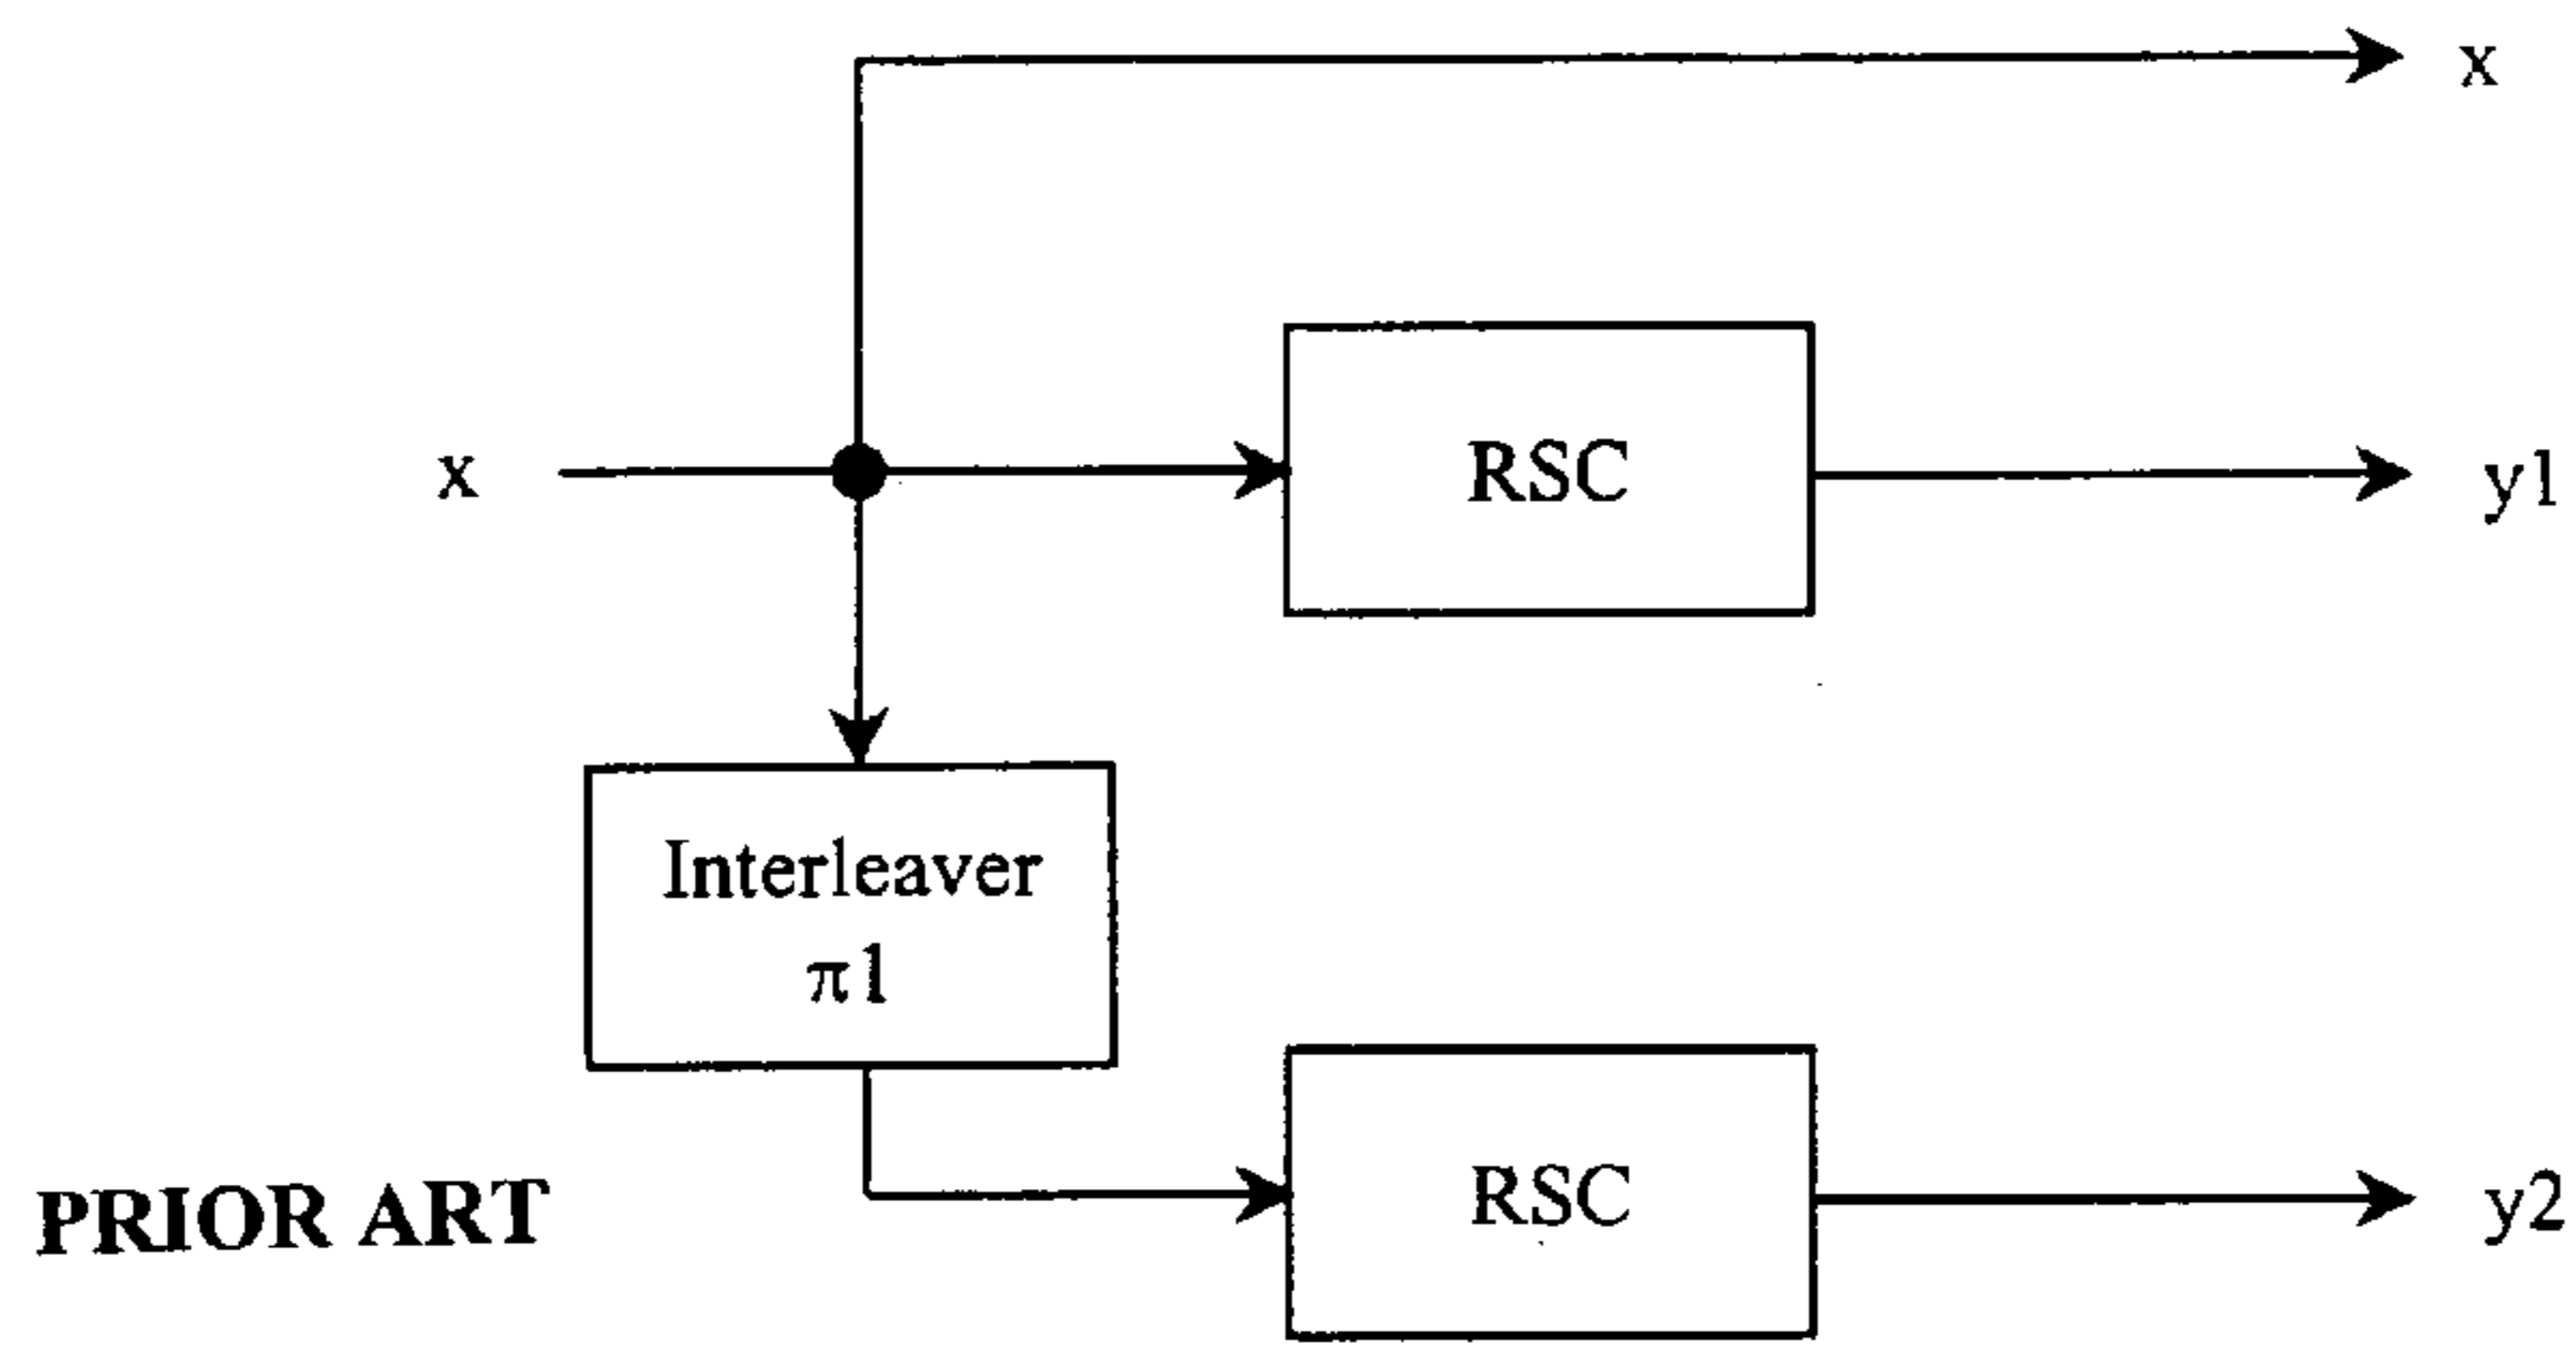 x
x
RSC
y1
Interleaver
π1
RSC
y2
PRIOR ART